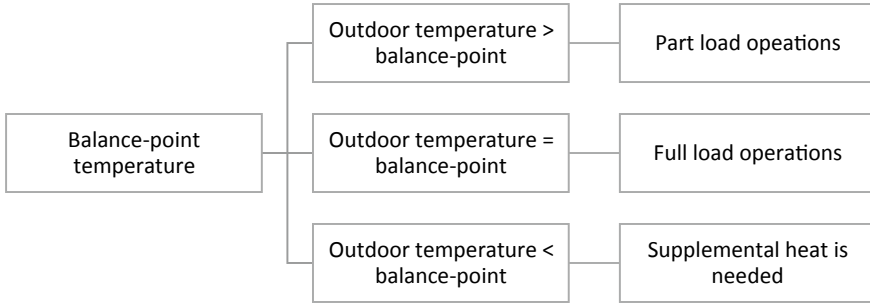 Outdoor temperature >
balance-point
Part load opeations
Balance-point
temperature
Outdoor temperature =
balance-point
Full load operations
Outdoor temperature <
balance-point
Supplemental heat is
needed